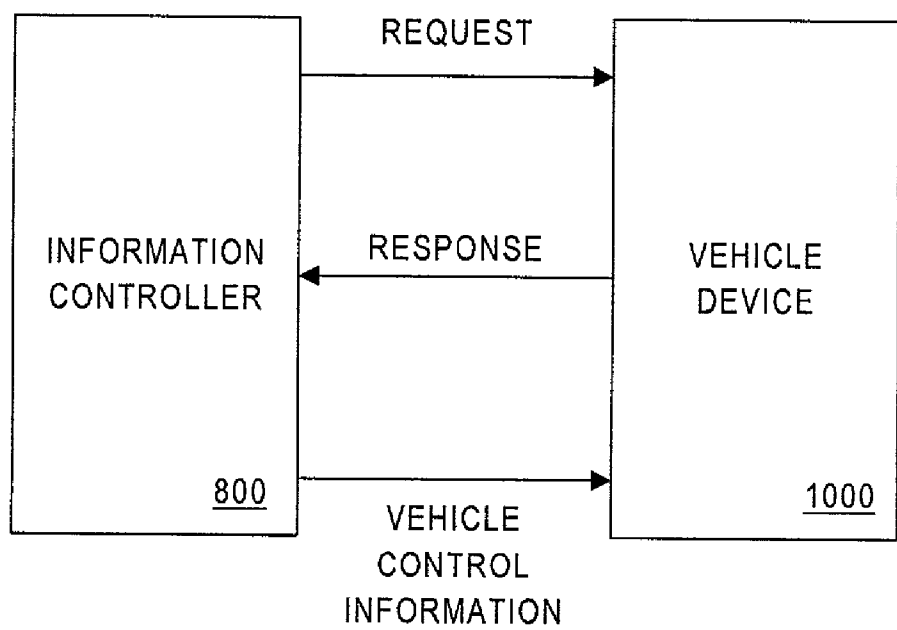 REQUEST
INFORMATION
CONTROLLER
RESPONSE
VEHICLE
DEVICE
800
1000
VEHICLE
CONTROL
INFORMATION